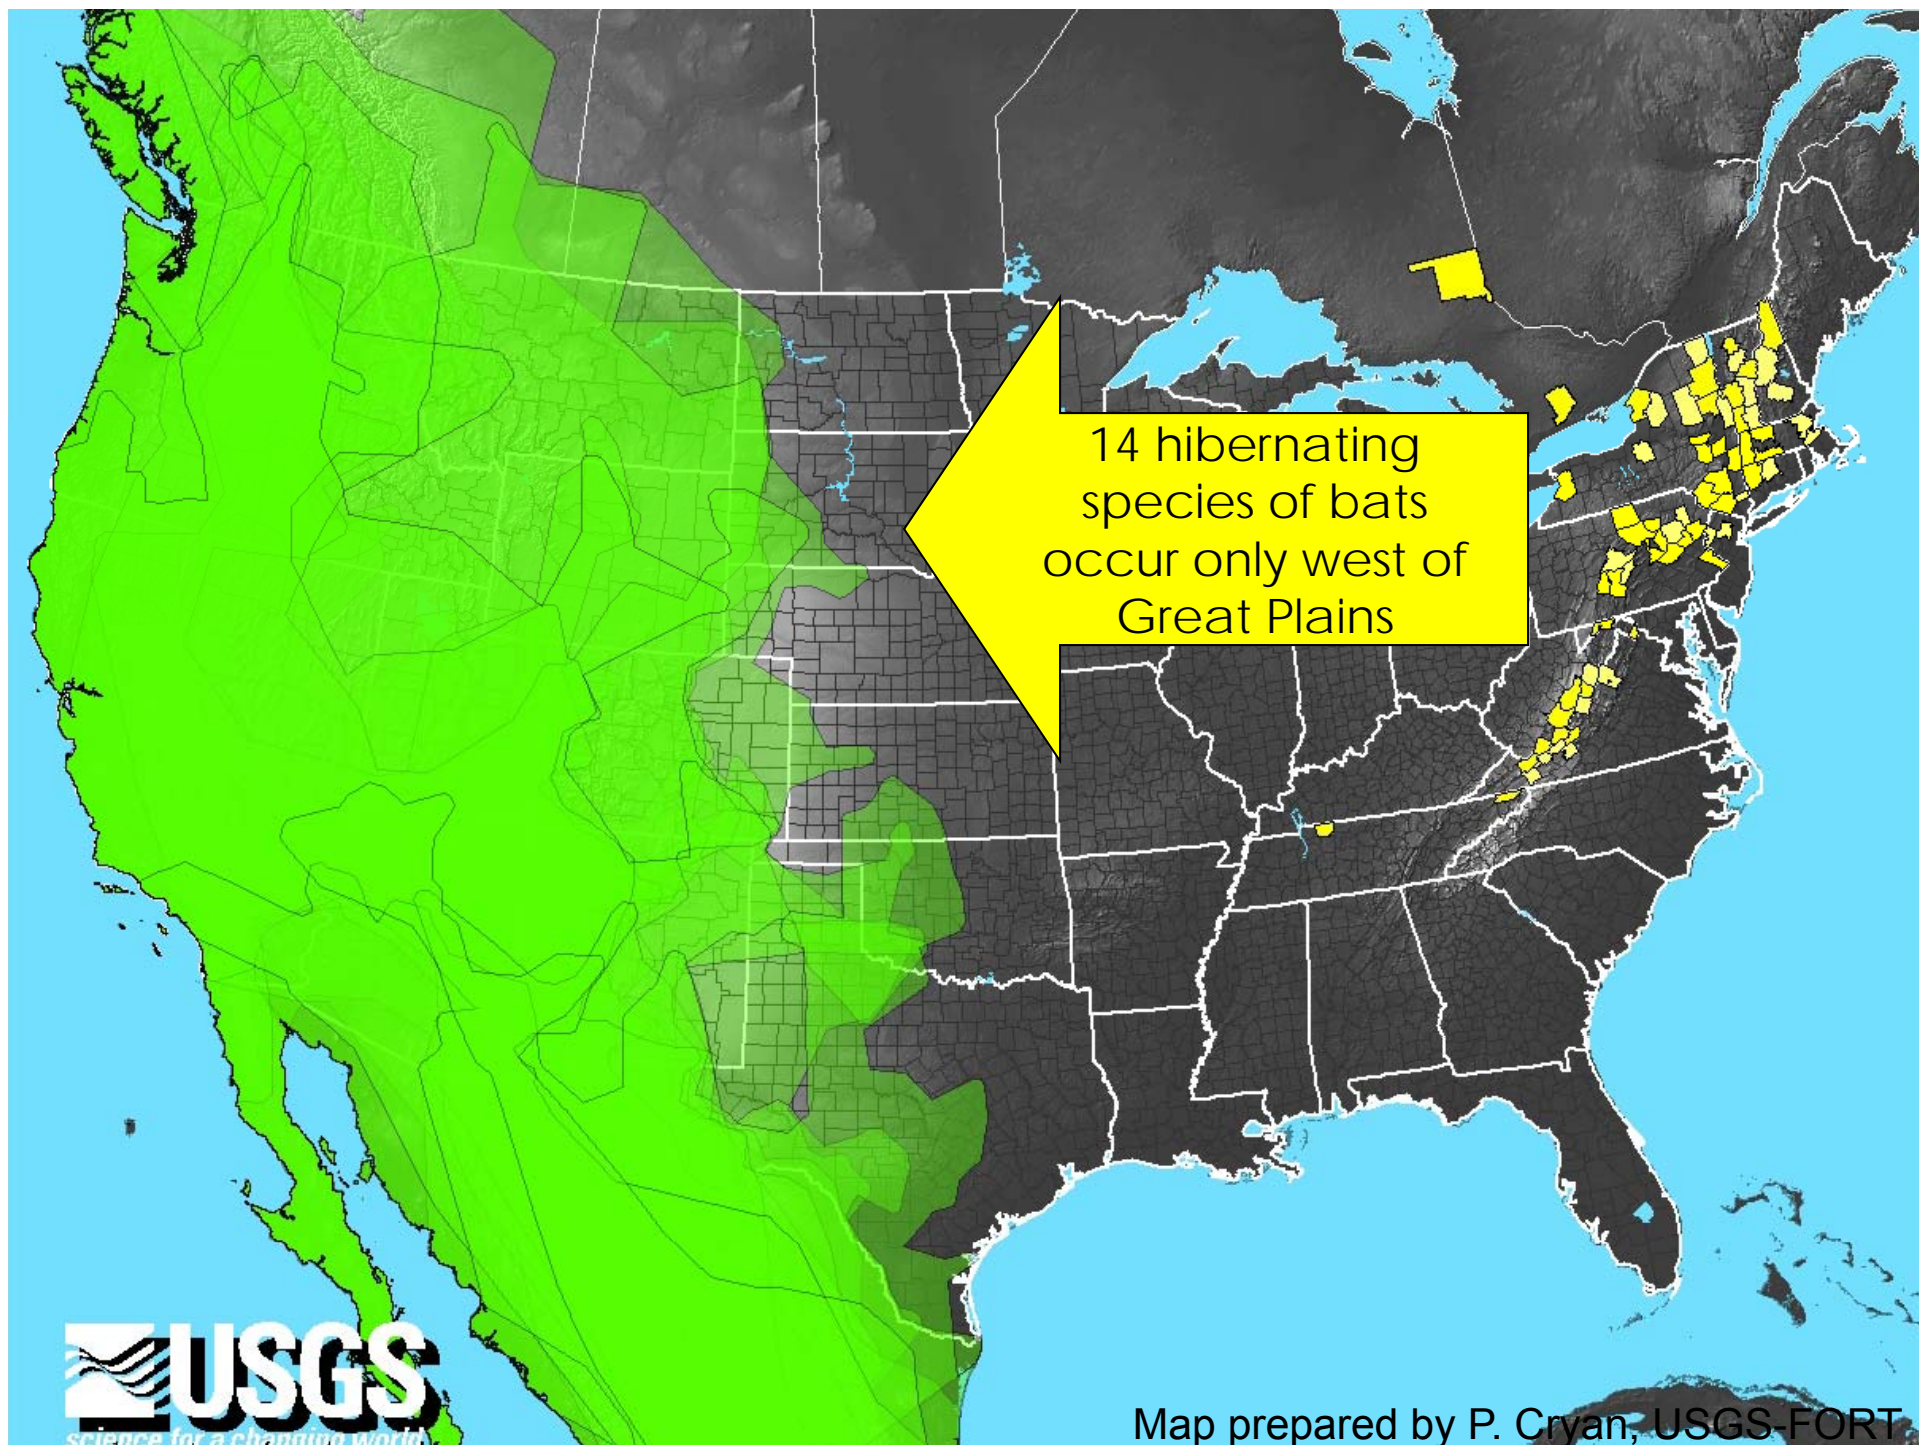 14 hibernating
species of bats
occur only west of
Great Plains
USGS
science for a changing world
Map prepared by P. Cryan, USGS-FORT